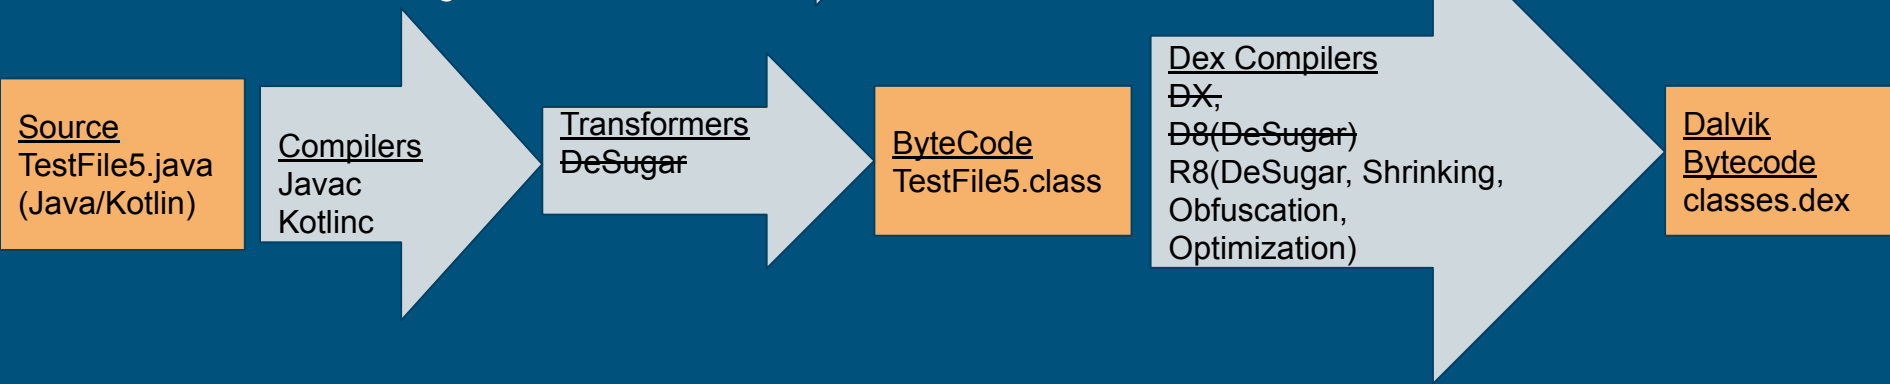 Source
TestFile5.java
(Java/Kotlin)
Compilers
Javac
Kotlinc
Transformers
DeSugar
ByteCode
TestFile5.class
Dex Compilers
DX,
D8(DeSugar)
R8(DeSugar, Shrinking,
Obfuscation,
Optimization)
Dalvik
Bytecode
classes.dex